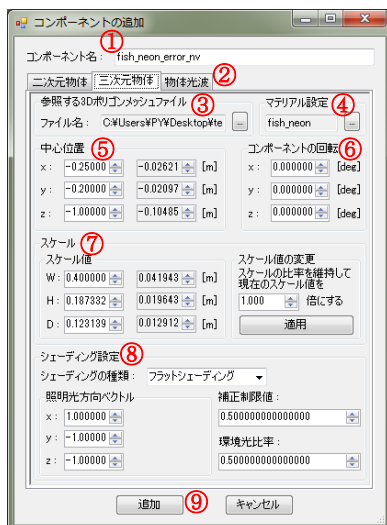 コンポーネントの追加
①
コンポーネント名： fish_neon_error_nv
二次元物体 三次元物体 物体光波 ②
参照する3Dポリゴンメッシュファイル ③
ファイル名： C:¥Users¥PY¥Desktop¥te ...
マテリアル設定 ④
fish_neon ...
中心位置 ⑤
x： -0.25000 -0.02621 [m]
y： -0.20000 -0.02097 [m]
z： -1.00000 -0.10485 [m]
コンポーネントの回転 ⑥
x： 0.000000 [deg]
y： 0.000000 [deg]
z： 0.000000 [deg]
スケール ⑦
スケール値
W： 0.400000 0.041943 [m]
H： 0.187332 0.019643 [m]
D： 0.123139 0.012912 [m]
スケール値の変更
スケールの比率を維持して
現在のスケール値を
1.000 倍にする
適用
シェーディング設定 ⑧
シェーディングの種類： フラットシェーディング
照明光方向ベクトル
x： 1.000000
y： -1.00000
z： -1.00000
補正制限値：
0.500000000000000
環境光比率：
0.500000000000000
追加 ⑨ キャンセル